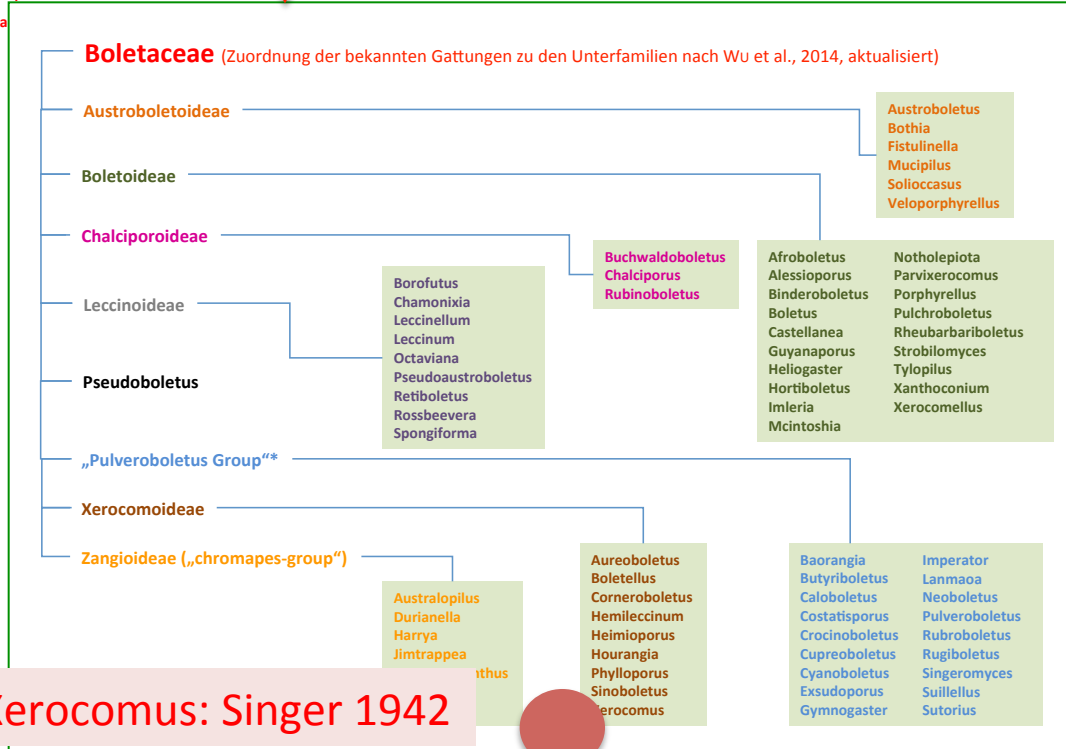 a
Boletaceae (Zuordnung der bekannten Gattungen zu den Unterfamilien nach Wu et al., 2014, aktualisiert)
Austroboletoideae
Austroboletus
Bothia
Fistulinella
Mucipilus
Solioccasus
Veloporphyrellus
Boletoideae
Afroboletus
Alessioporus
Binderoboletus
Boletus
Castellanea
Guyanaporus
Heliogaster
Hortiboletus
Imleria
Mcintoshia
Notholepiota
Parvixerocomus
Porphyrellus
Pulchroboletus
Rheubarbariboletus
Strobilomyces
Tylopilus
Xanthoconium
Xerocomellus
Chalciporoideae
Buchwaldoboletus
Chalciporus
Rubinoboletus
Leccinoideae
Borofutus
Chamonixia
Leccinellum
Leccinum
Octaviana
Pseudoaustroboletus
Retiboletus
Rossbeevera
Spongiforma
Pseudoboletus
„Pulveroboletus Group“*
Baorangia
Butyriboletus
Caloboletus
Costatisporus
Crocinoboletus
Cupreoboletus
Cyanoboletus
Exsudoporus
Gymnogaster
Imperator
Lanmaoa
Neoboletus
Pulveroboletus
Rubroboletus
Rugiboletus
Singeromyces
Suillellus
Sutorius
Xerocomoideae
Aureoboletus
Boletellus
Corneroboletus
Hemileccinum
Heimioporus
Hourangia
Phylloporus
Sinoboletus
Xerocomus
Zangioideae („chromapes-group“)
Australopilus
Durianella
Harrya
Jimtrappea
nthus
Xerocomus: Singer 1942